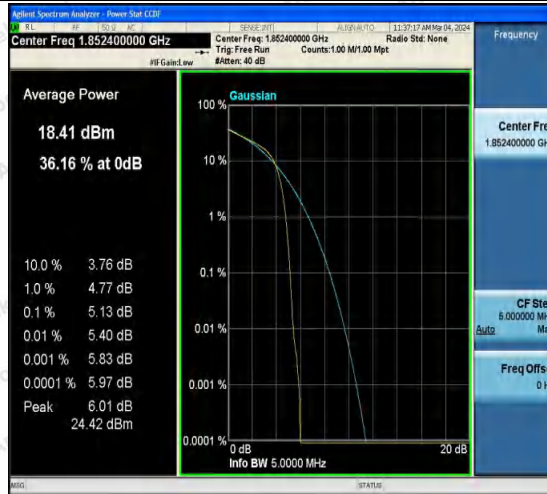 Agilent Spectrum Analyzer - Power Stat CCDF
RL RF 50 Ω AC SENSE:INT ALIGN AUTO 11:37:17 AM Mar 04, 2024
Center Freq 1.852400000 GHz
Center Freq: 1.852400000 GHz Radio Std: None
Trig: Free Run Counts:1.00 M/1.00 Mpt
#IFGain:Low #Atten: 40 dB
Frequency
Average Power
18.41 dBm
36.16 % at 0dB
10.0 % 3.76 dB
1.0 % 4.77 dB
0.1 % 5.13 dB
0.01 % 5.40 dB
0.001 % 5.83 dB
0.0001 % 5.97 dB
Peak 6.01 dB
24.42 dBm
Gaussian
100 %
10 %
1 %
0.1 %
0.01 %
0.001 %
0.0001 %
0 dB 20 dB
Info BW 5.0000 MHz
Center Fre
1.852400000 GH
CF Ste
5.000000 MH
Auto Ma
Freq Offs
0 H
MSG STATUS